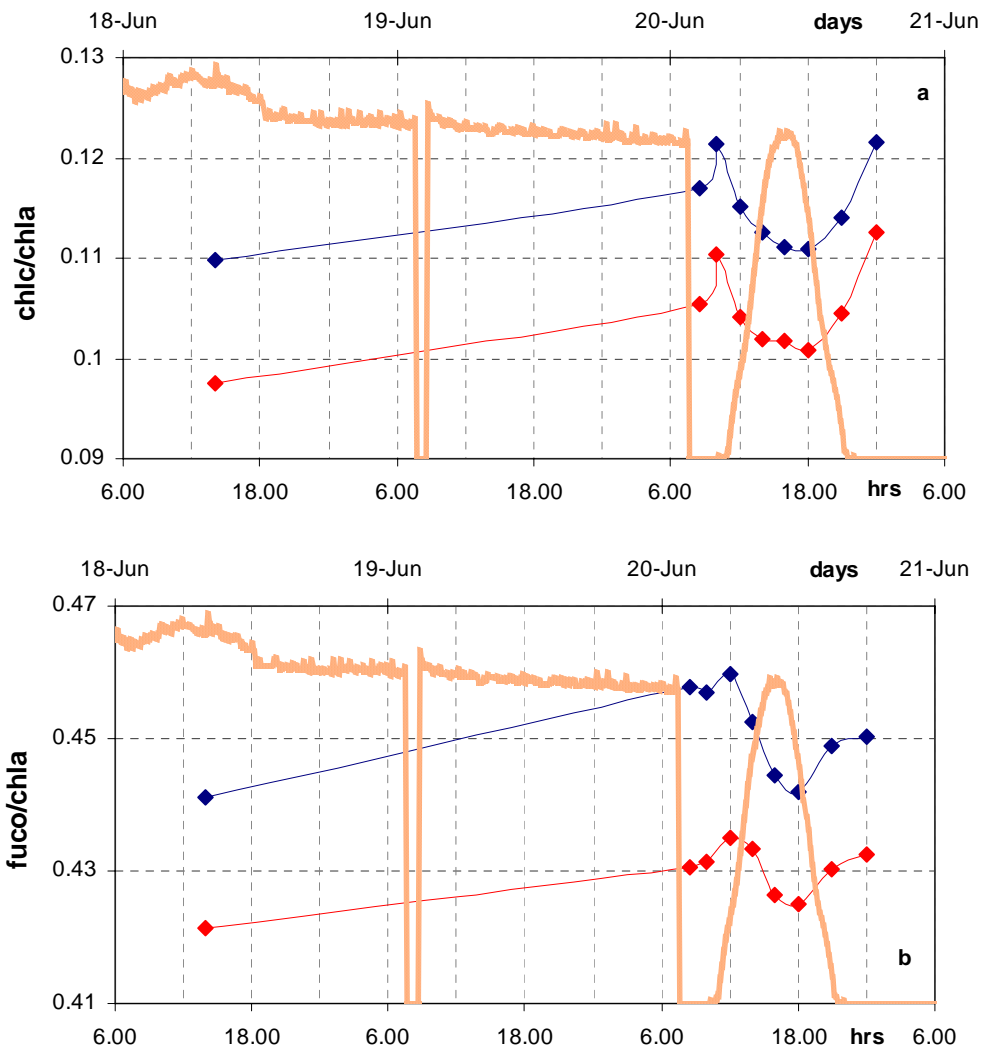 18-Jun 19-Jun 20-Jun days 21-Jun
0.13
a
0.12
0.11
0.1
0.09
chlc/chla
6.00 18.00 6.00 18.00 6.00 18.00 hrs 6.00
18-Jun 19-Jun 20-Jun days 21-Jun
0.47
0.45
0.43
b
0.41
fuco/chla
6.00 18.00 6.00 18.00 6.00 18.00 hrs 6.00